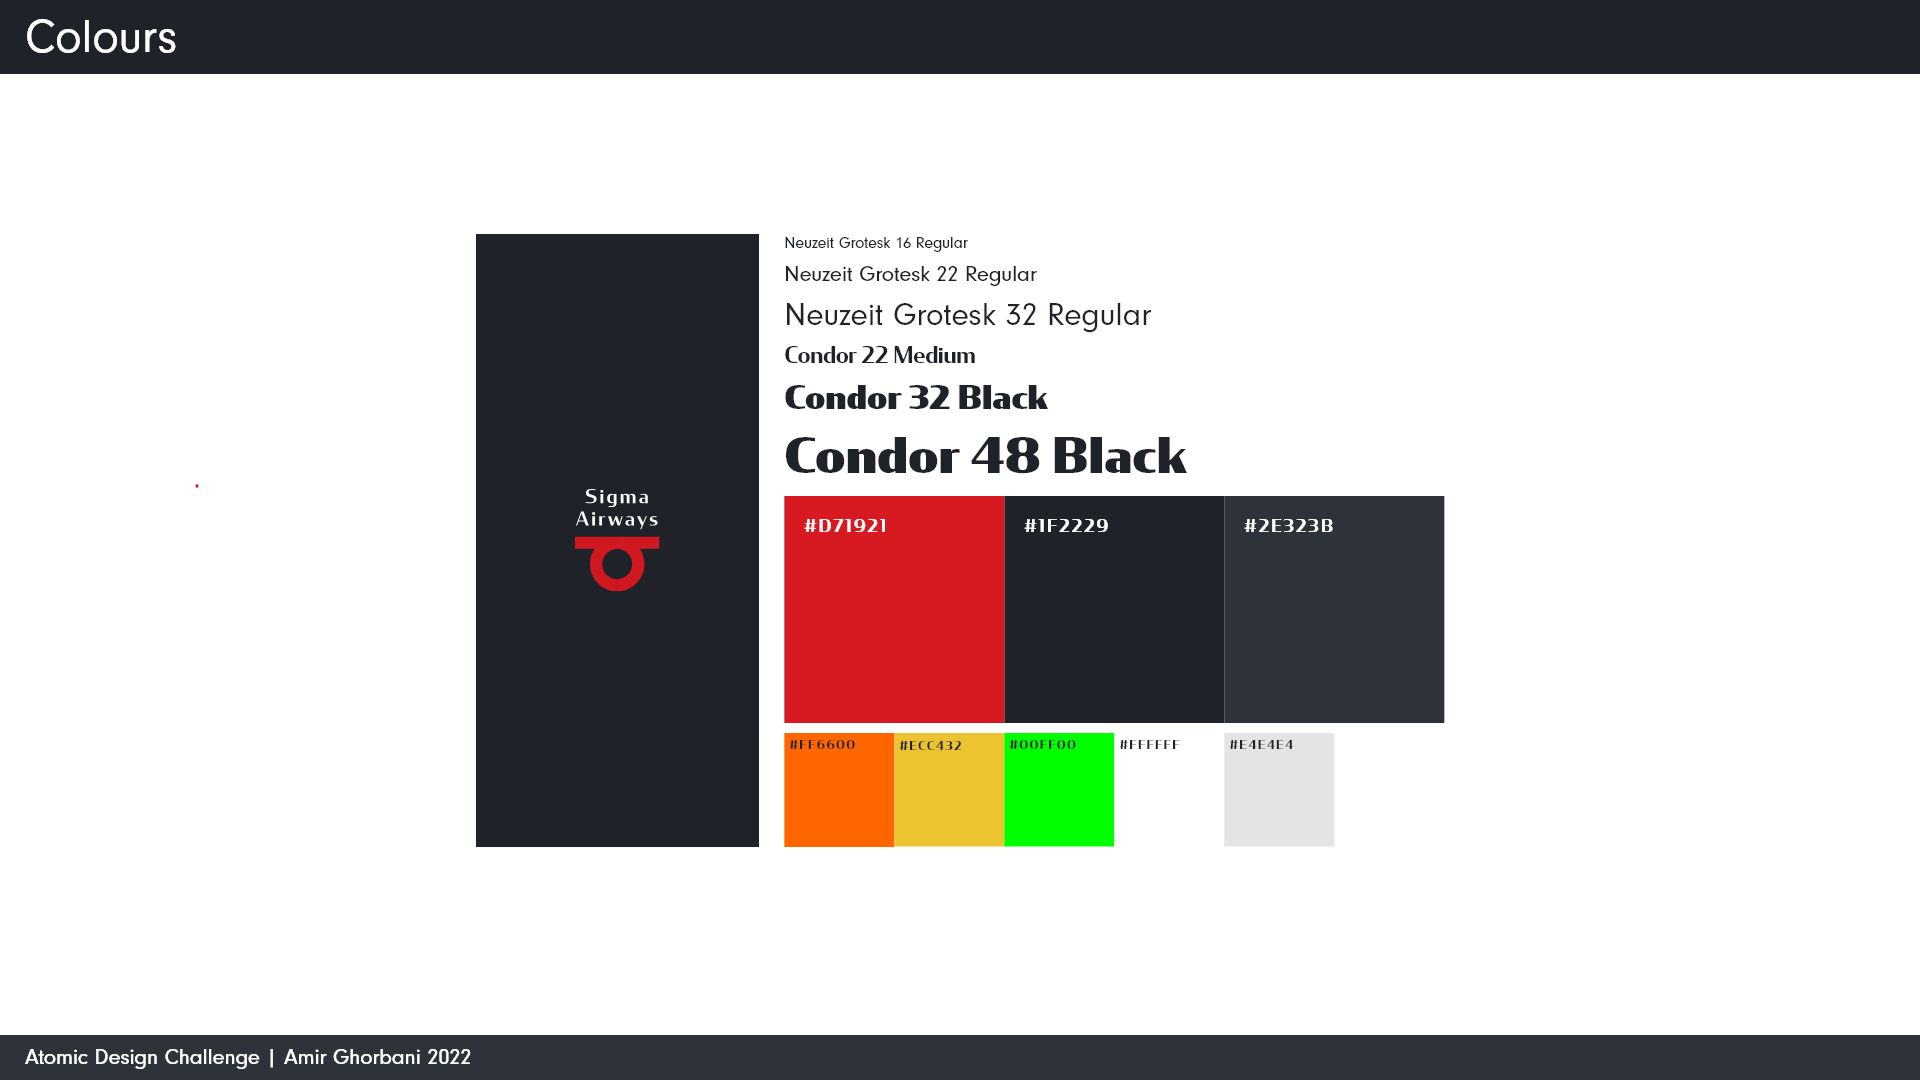 Colours
Sigma
Airways
Neuzeit Grotesk 16 Regular
Neuzeit Grotesk 22 Regular
Neuzeit Grotesk 32 Regular
Condor 22 Medium
Condor 32 Black
Condor 48 Black
#D71921
#1F2229
#2E323B
#FF6600
#ECC432
#00FF00
#FFFFFF
#E4E4E4
Atomic Design Challenge | Amir Ghorbani 2022